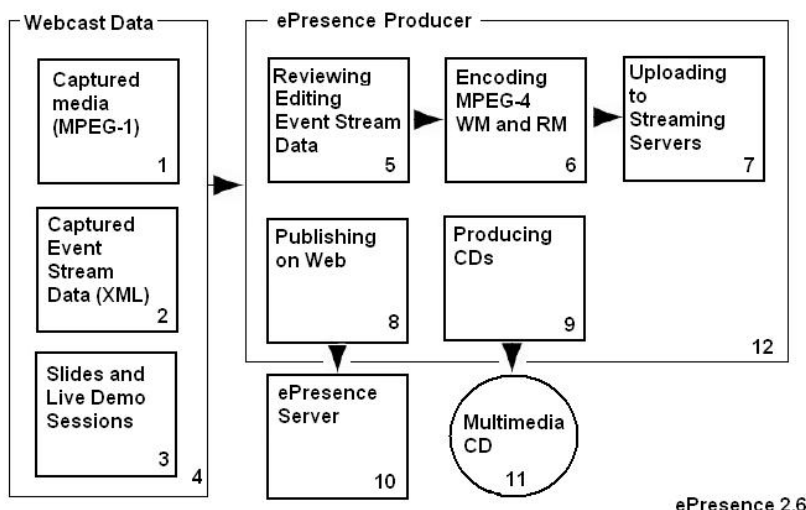 Webcast Data
Captured
media
(MPEG-1)
1
Captured
Event
Stream
Data (XML)
2
Slides and
Live Demo
Sessions
3
4
ePresence Producer
Reviewing
Editing
Event Stream
Data
5
Encoding
MPEG-4
WM and RM
6
Uploading
to
Streaming
Servers
7
Publishing
on Web
8
Producing
CDs
9
12
ePresence
Server
10
Multimedia
CD
11
ePresence 2.6